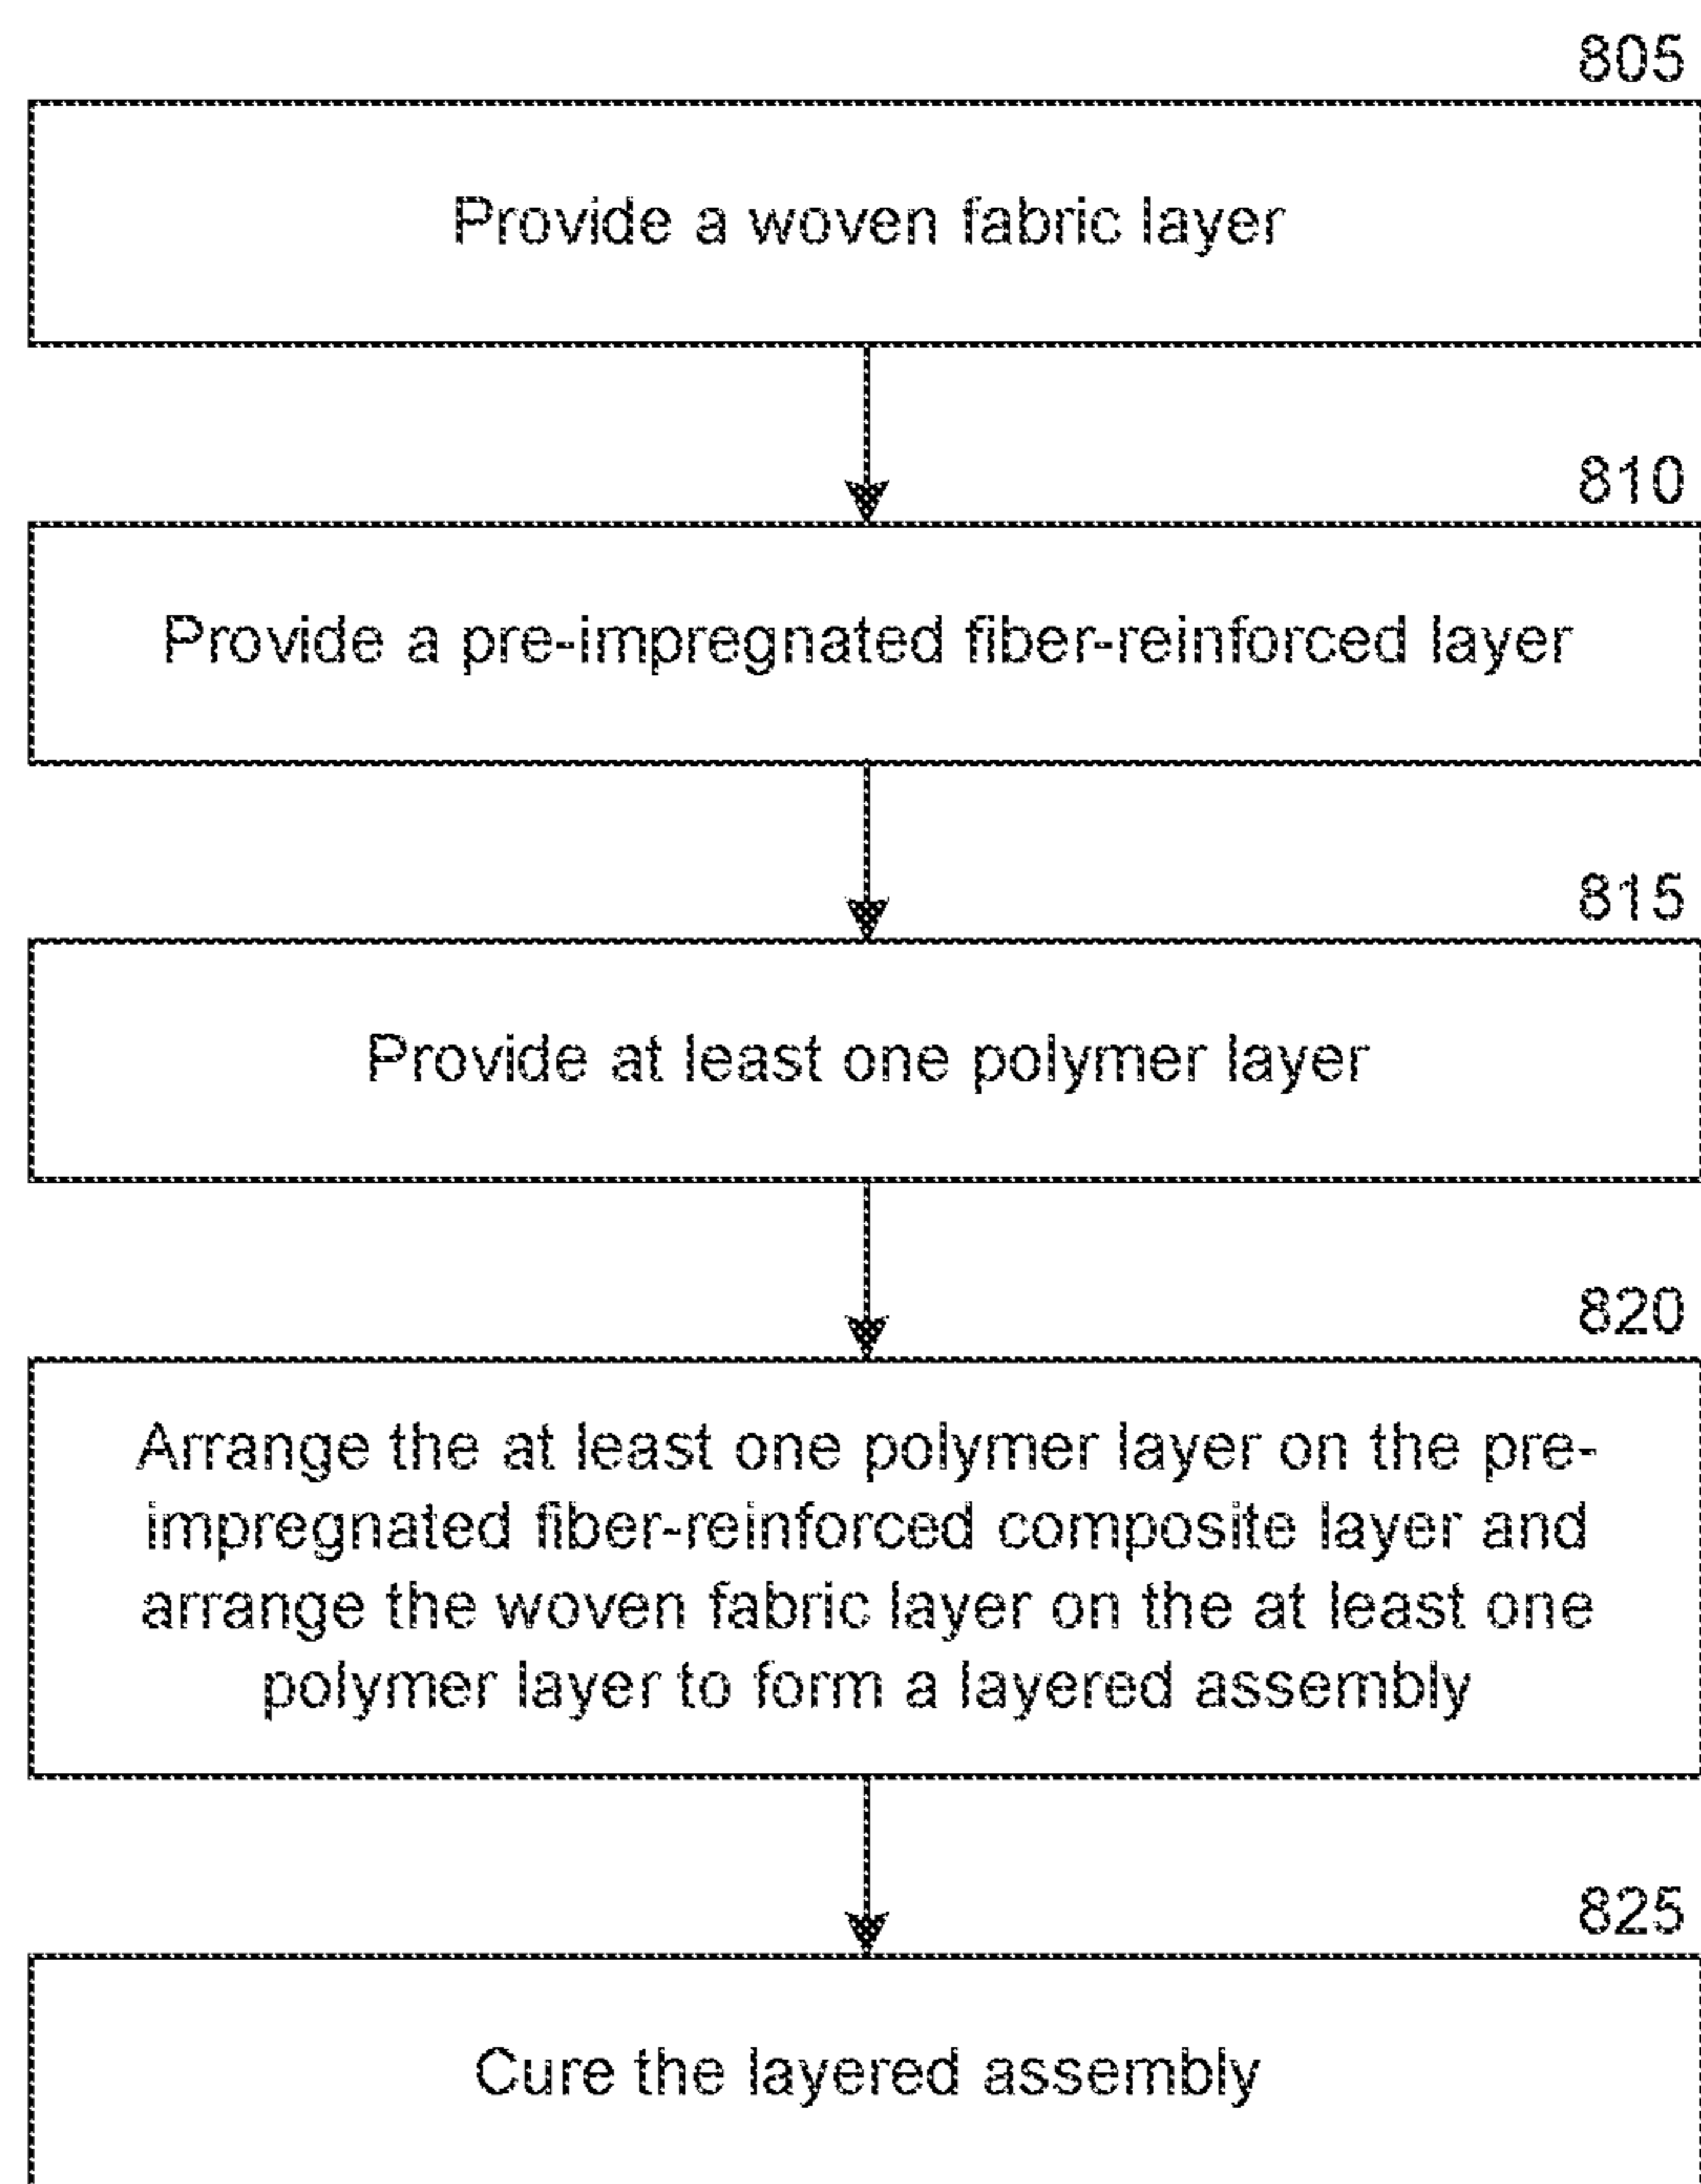 805
Provide a woven fabric layer
810
Provide a pre-impregnated fiber-reinforced layer
815
Provide at least one polymer layer
820
Arrange the at least one polymer layer on the pre-
impregnated fiber-reinforced composite layer and
arrange the woven fabric layer on the at least one
polymer layer to form a layered assembly
825
Cure the layered assembly